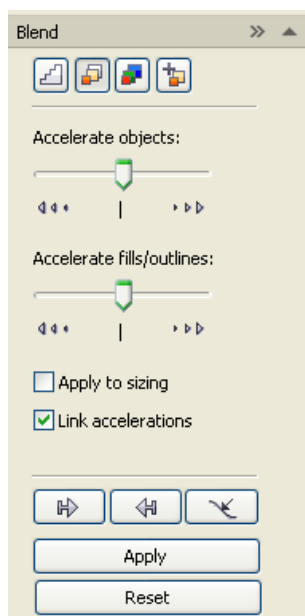 Blend
Accelerate objects:
Accelerate fills/outlines:
Apply to sizing
Link accelerations
Apply
Reset